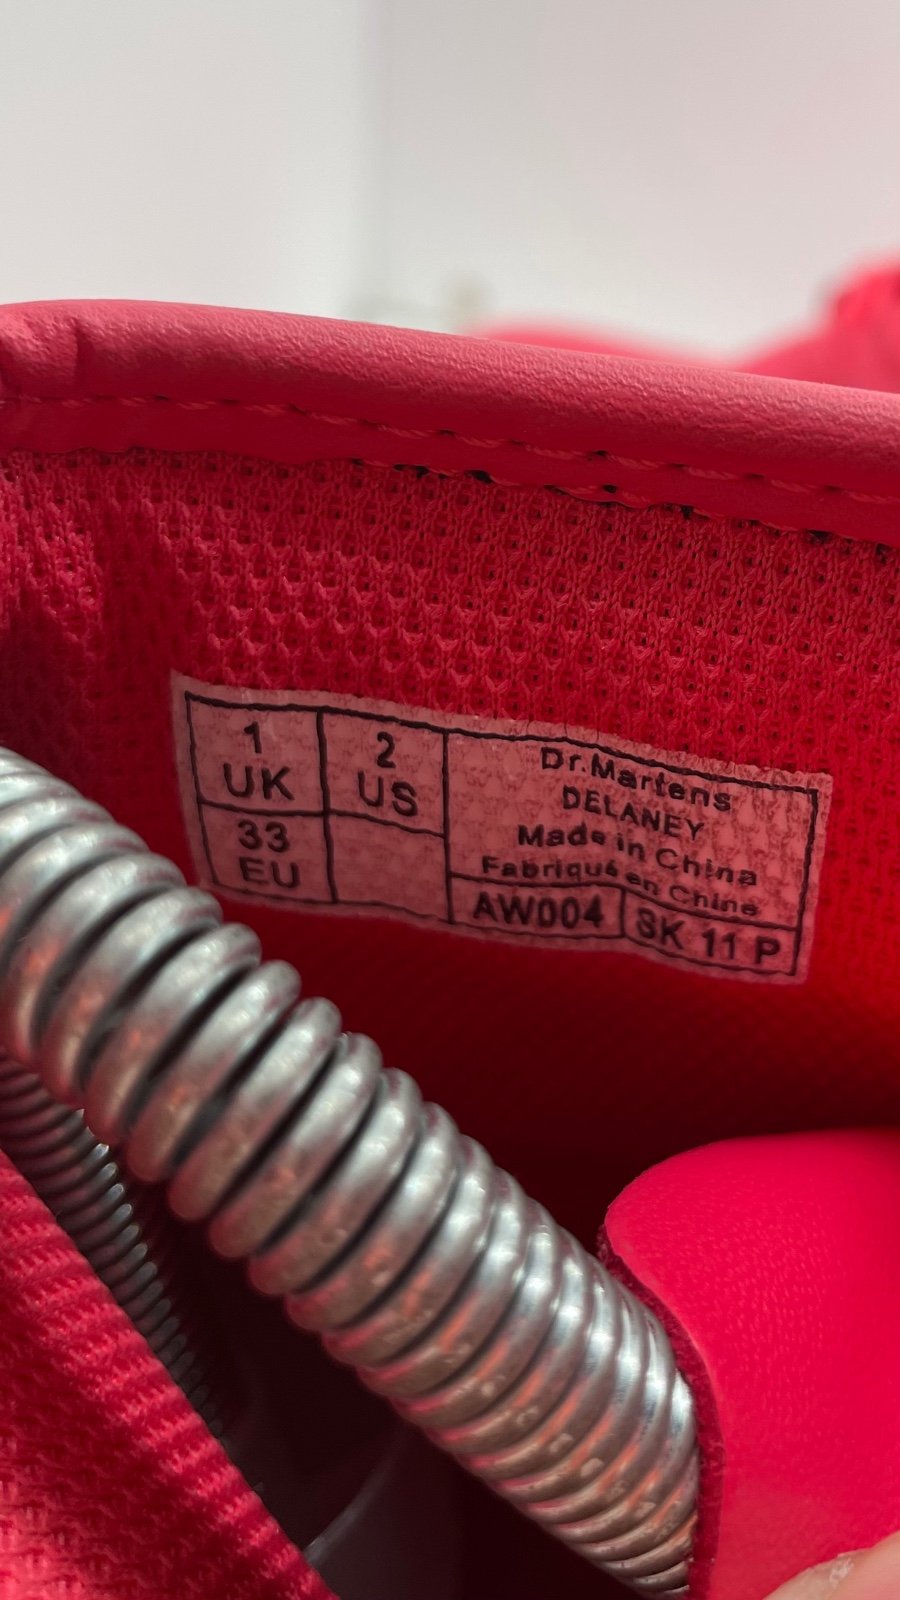 1
UK
2
US
33
EU
Dr.Martens
DELANEY
Made in China
Fabriqué en Chine
AW004
SK 11 P